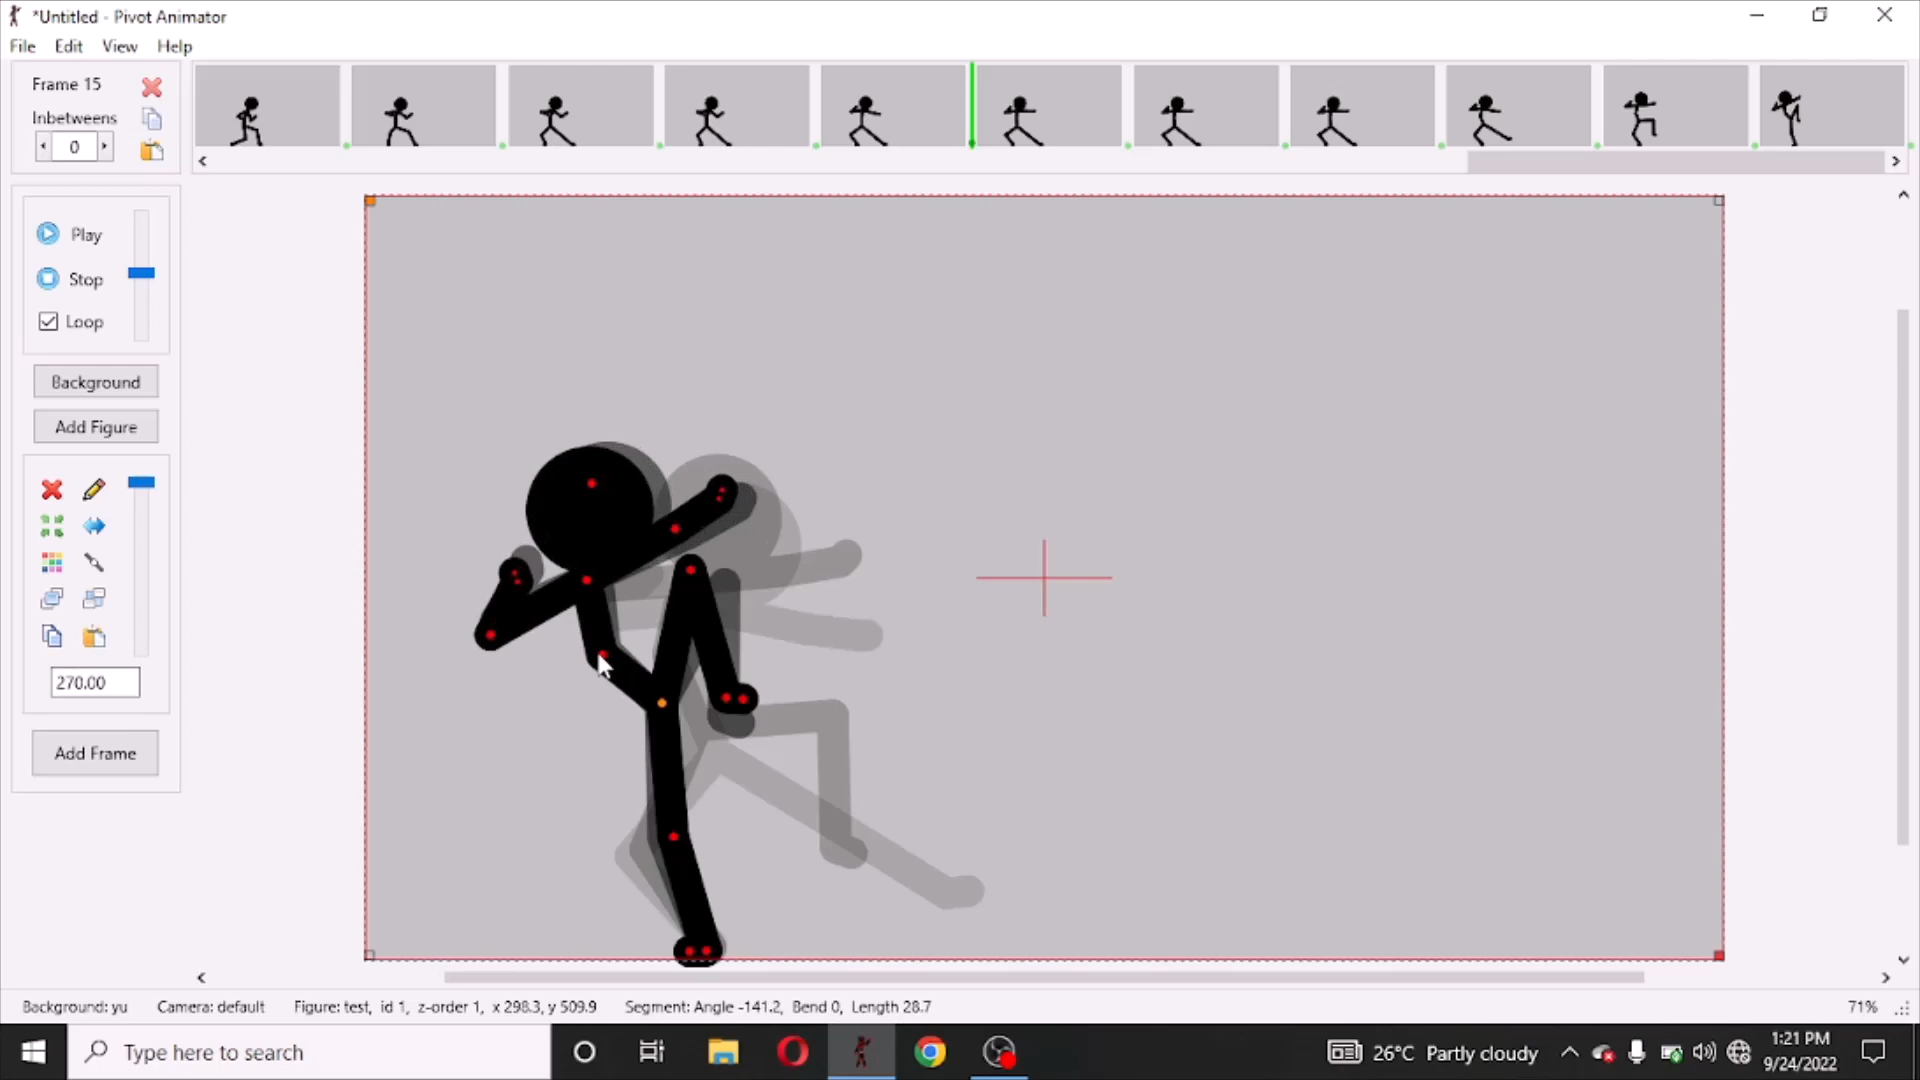 *Untitled - Pivot Animator
File Edit View Help
Frame 15
Inbetweens
0
Play
Stop
Loop
Background
Add Figure
270.00
Add Frame
Background: yu Camera: default Figure: test, id 1, z-order 1, x 298.3, y 509.9 Segment: Angle -141.2, Bend 0, Length 28.7 71%
Type here to search 26°C Partly cloudy 1:21 PM
9/24/2022